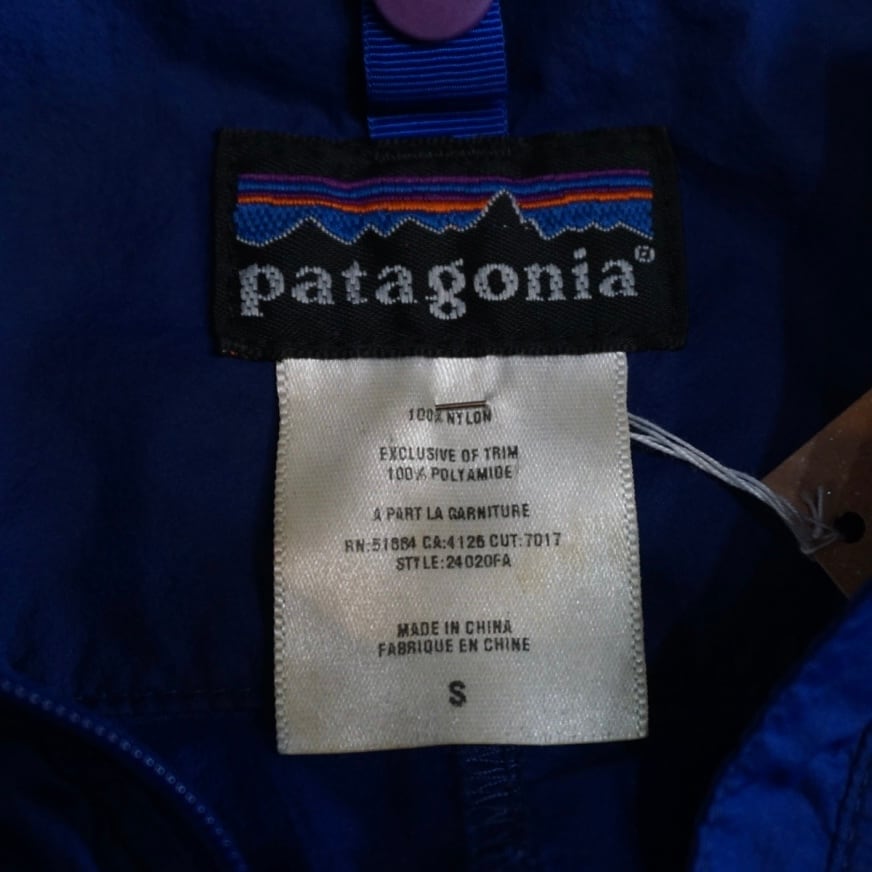 patagonia®
100% NYLON
EXCLUSIVE OF TRIM
100% POLYAMIDE
A PART LA GARNITURE
RN:51884 CA:4126 CUT:7017
STYLE:24020FA
MADE IN CHINA
FABRIQUE EN CHINE
S